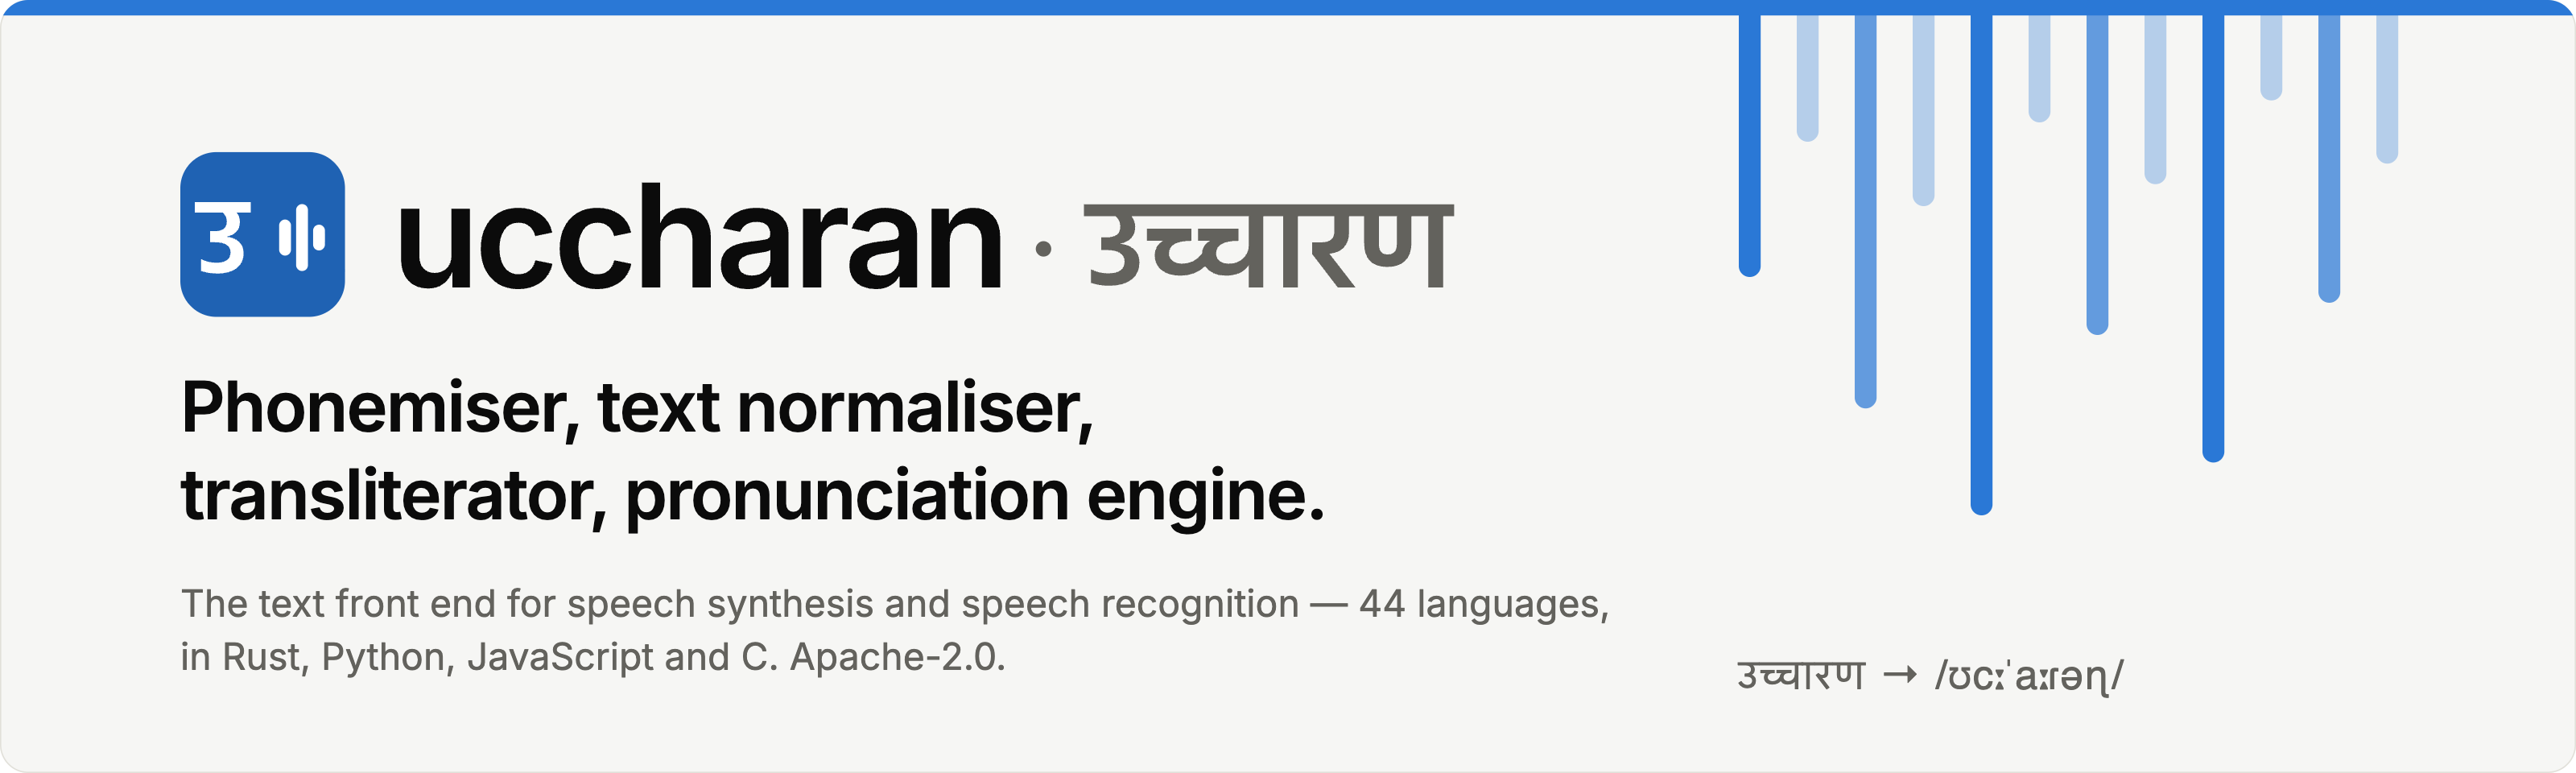 उ
uccharan · उच्चारण
Phonemiser, text normaliser,
transliterator, pronunciation engine.
The text front end for speech synthesis and speech recognition — 44 languages,
in Rust, Python, JavaScript and C. Apache-2.0.
उच्चारण → /ʊcːˈaːɾəɳ/